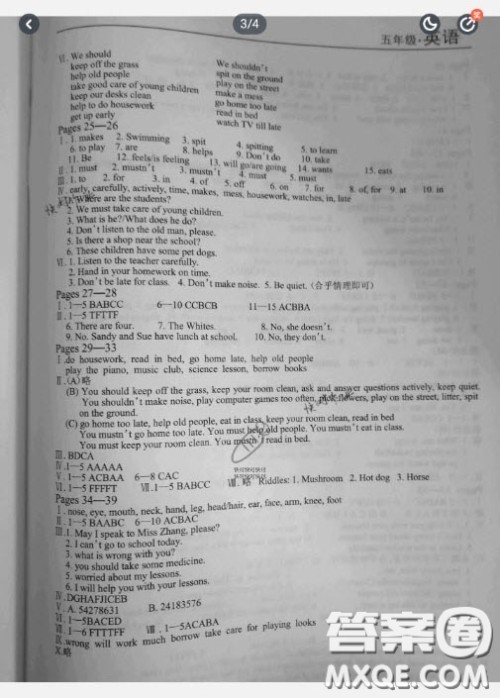 3/4
五年级·英语
Ⅵ. We should
keep off the grass
help old people
take good care of young children
keep our desks clean
help to do housework
get up early
We shouldn't
spit on the ground
play on the street
make a mess
go home too late
read in bed
watch TV till late
Pages 25—26
Ⅰ. 1. makes 2. Swimming 3. spit 4. spitting 5. to learn
6. to play 7. are 8. helps 9. Don't do 10. take
11. Be 12. feels/is feeling 13. will go/are going 14. wants 15. eats
Ⅱ. 1. must 2. mustn't 3. mustn't 4. must 5. must
Ⅲ. 1. to 2. for 3. in 4. of 5. off 6. on 7. for 8. of, for 9. at 10. in
Ⅳ. early, carefully, actively, time, makes, mess, housework, watches, in, late
Where are the students?
2. We must take care of young children.
3. What is he?/What does he do?
4. Don't listen to the old man, please.
5. Is there a shop near the school?
6. These children have some pet dogs.
Ⅵ. 1. Listen to the teacher carefully.
2. Hand in your homework on time.
3. Don't be late for class. 4. Don't make noise. 5. Be quiet. (合乎情理即可)
Pages 27—28
Ⅰ. 1—5 BABCC 6—10 CCBCB 11—15 ACBBA
Ⅱ. 1—5 TFTTF
6. There are four. 7. The Whites. 8. No, she doesn't.
9. No. Sandy and Sue have lunch at school. 10. No, they don't.
Pages 29—33
Ⅰ. do housework, read in bed, go home late, help old people
play the piano, music club, science lesson, borrow books
Ⅱ. (A) 略
(B) You should keep off the grass, keep your room clean, ask and answer questions actively, keep quiet.
You shouldn't make noise, play computer games too often, pick flowers, play on the street, litter, spit
on the ground.
(C) go home too late, help old people, eat in class, keep your room clean, read in bed
You mustn't go home too late. You must help old people. You mustn't eat in class.
You must keep your room clean. You mustn't read in bed.
Ⅲ. BDCA
Ⅳ. 1—5 AAAAA
Ⅴ. 1—5 ACBAA 6—8 CAC
Ⅵ. 1—5 FFFFT Ⅶ. 1—5 BABCC Ⅷ. 略 Riddles: 1. Mushroom 2. Hot dog 3. Horse
Pages 34—39
Ⅰ. nose, eye, mouth, neck, hand, leg, head/hair, ear, face, arm, knee, foot
Ⅱ. 1—5 BAABC 6—10 ACBAC
Ⅲ. 1. May I speak to Miss Zhang, please?
2. I can't go to school today.
3. what is wrong with you?
4. you should take some medicine.
5. worried about my lessons.
6. I will help you with your lessons.
Ⅳ. DGHAFJICEB
Ⅴ. A. 54278631 B. 24183576
Ⅵ. 1—5BACED
Ⅶ. 1—6 FTTTFF Ⅷ. 1—5ACABA
Ⅸ. wrong will work much borrow take care for playing looks
Ⅹ. 略
答案圈
MXQE.COM